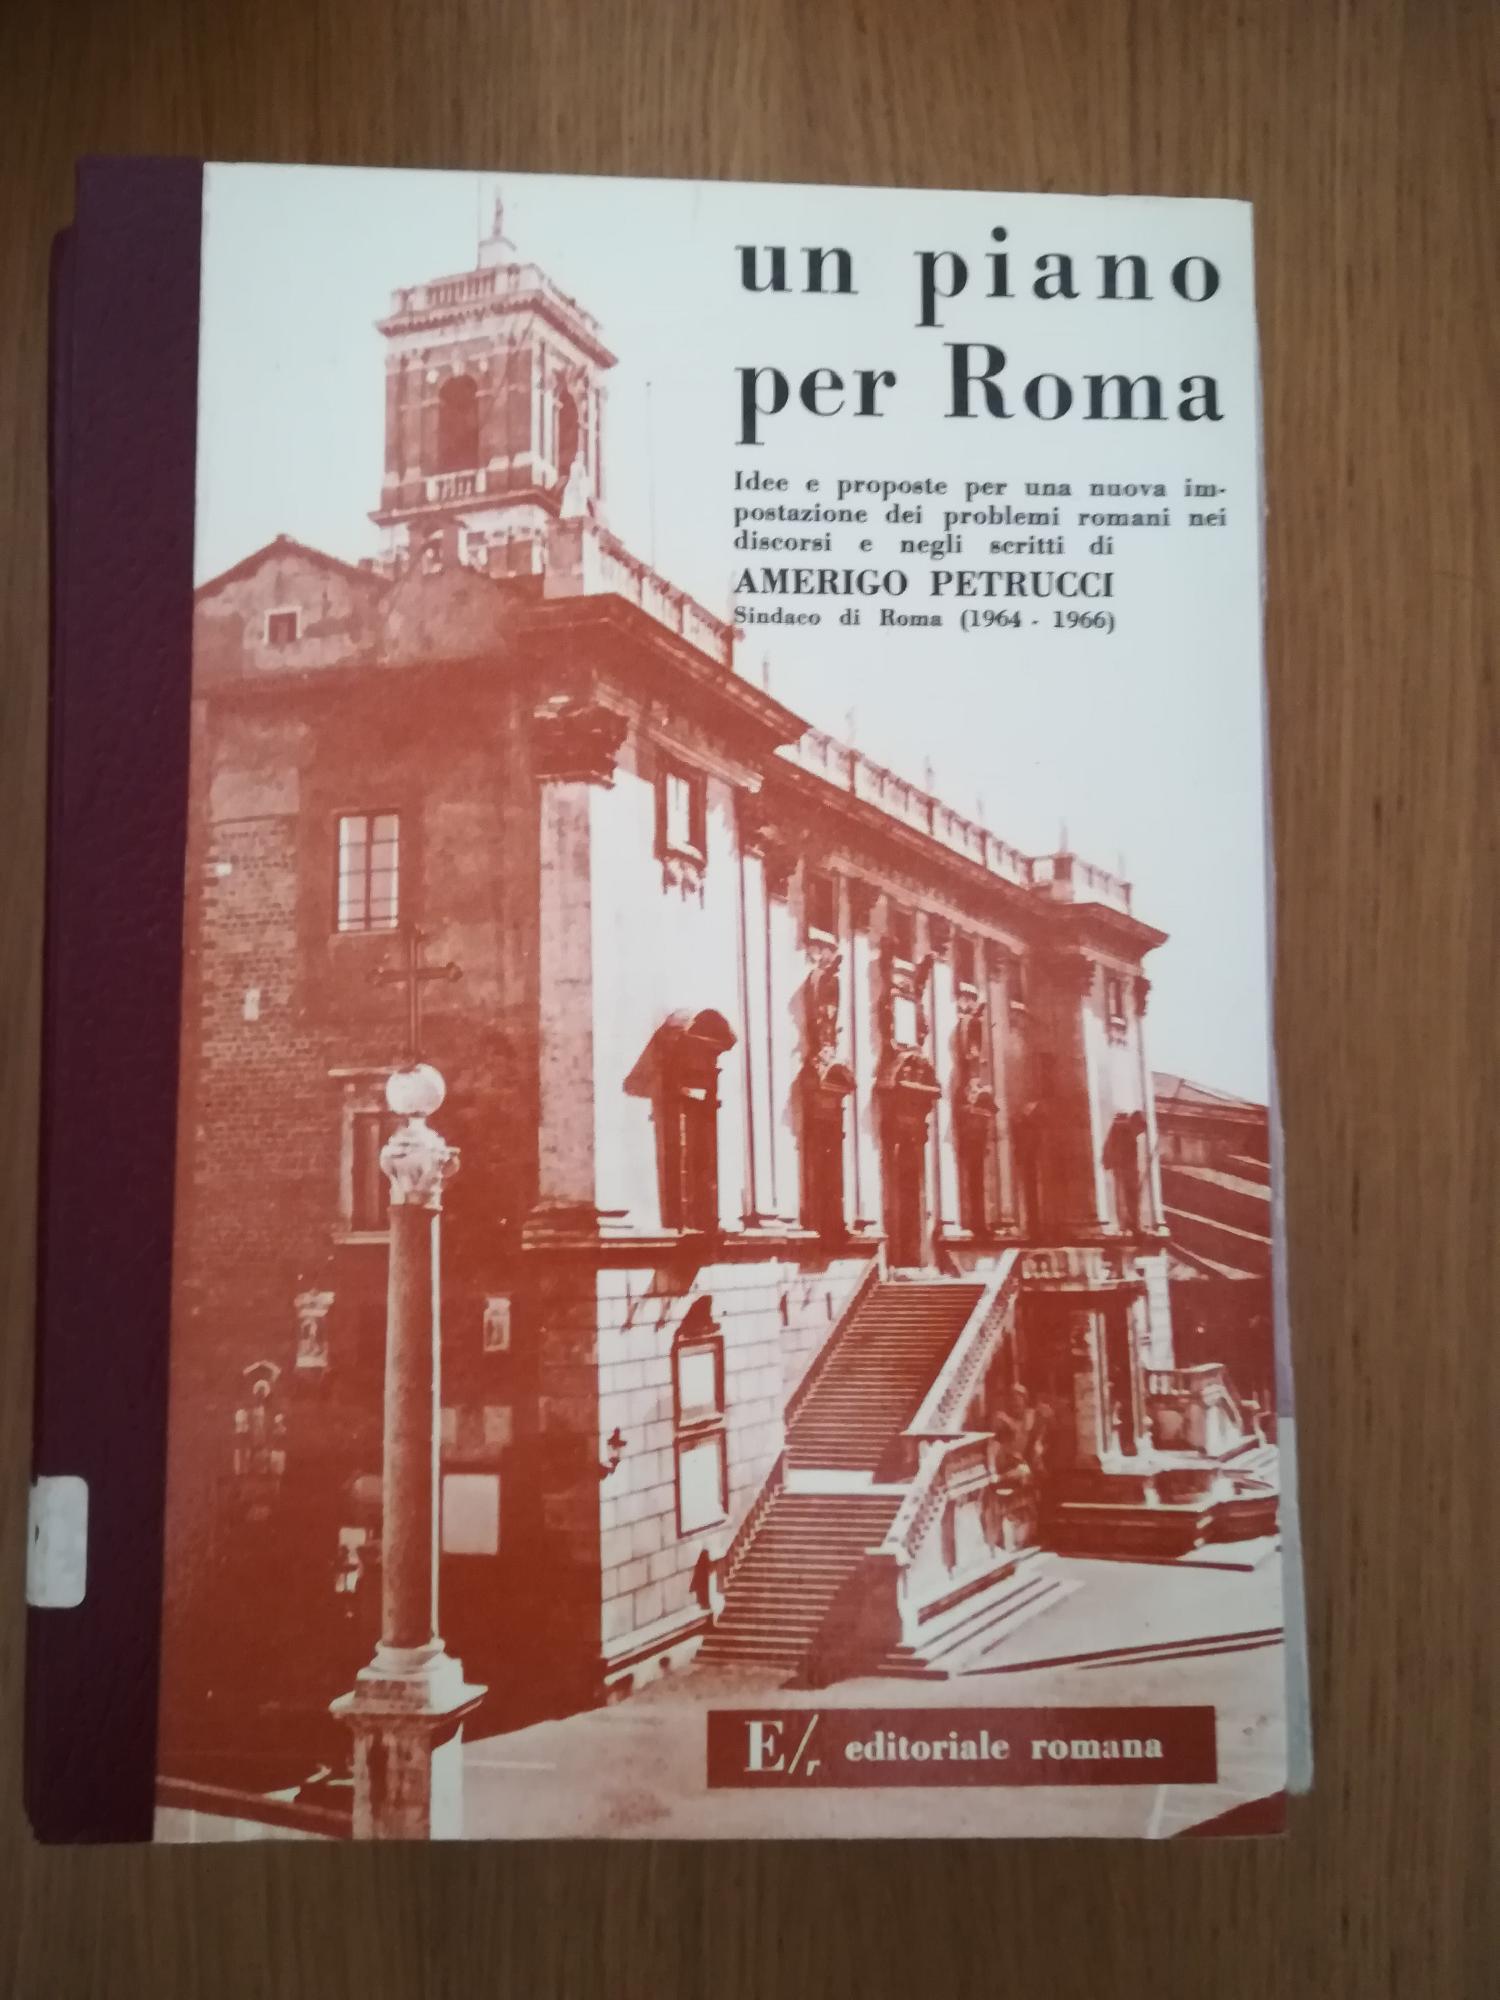 un piano
per Roma
Idee e proposte per una nuova im-
postazione dei problemi romani nei
discorsi e negli scritti di
AMERIGO PETRUCCI
Sindaco di Roma (1964 - 1966)
E/r editoriale romana